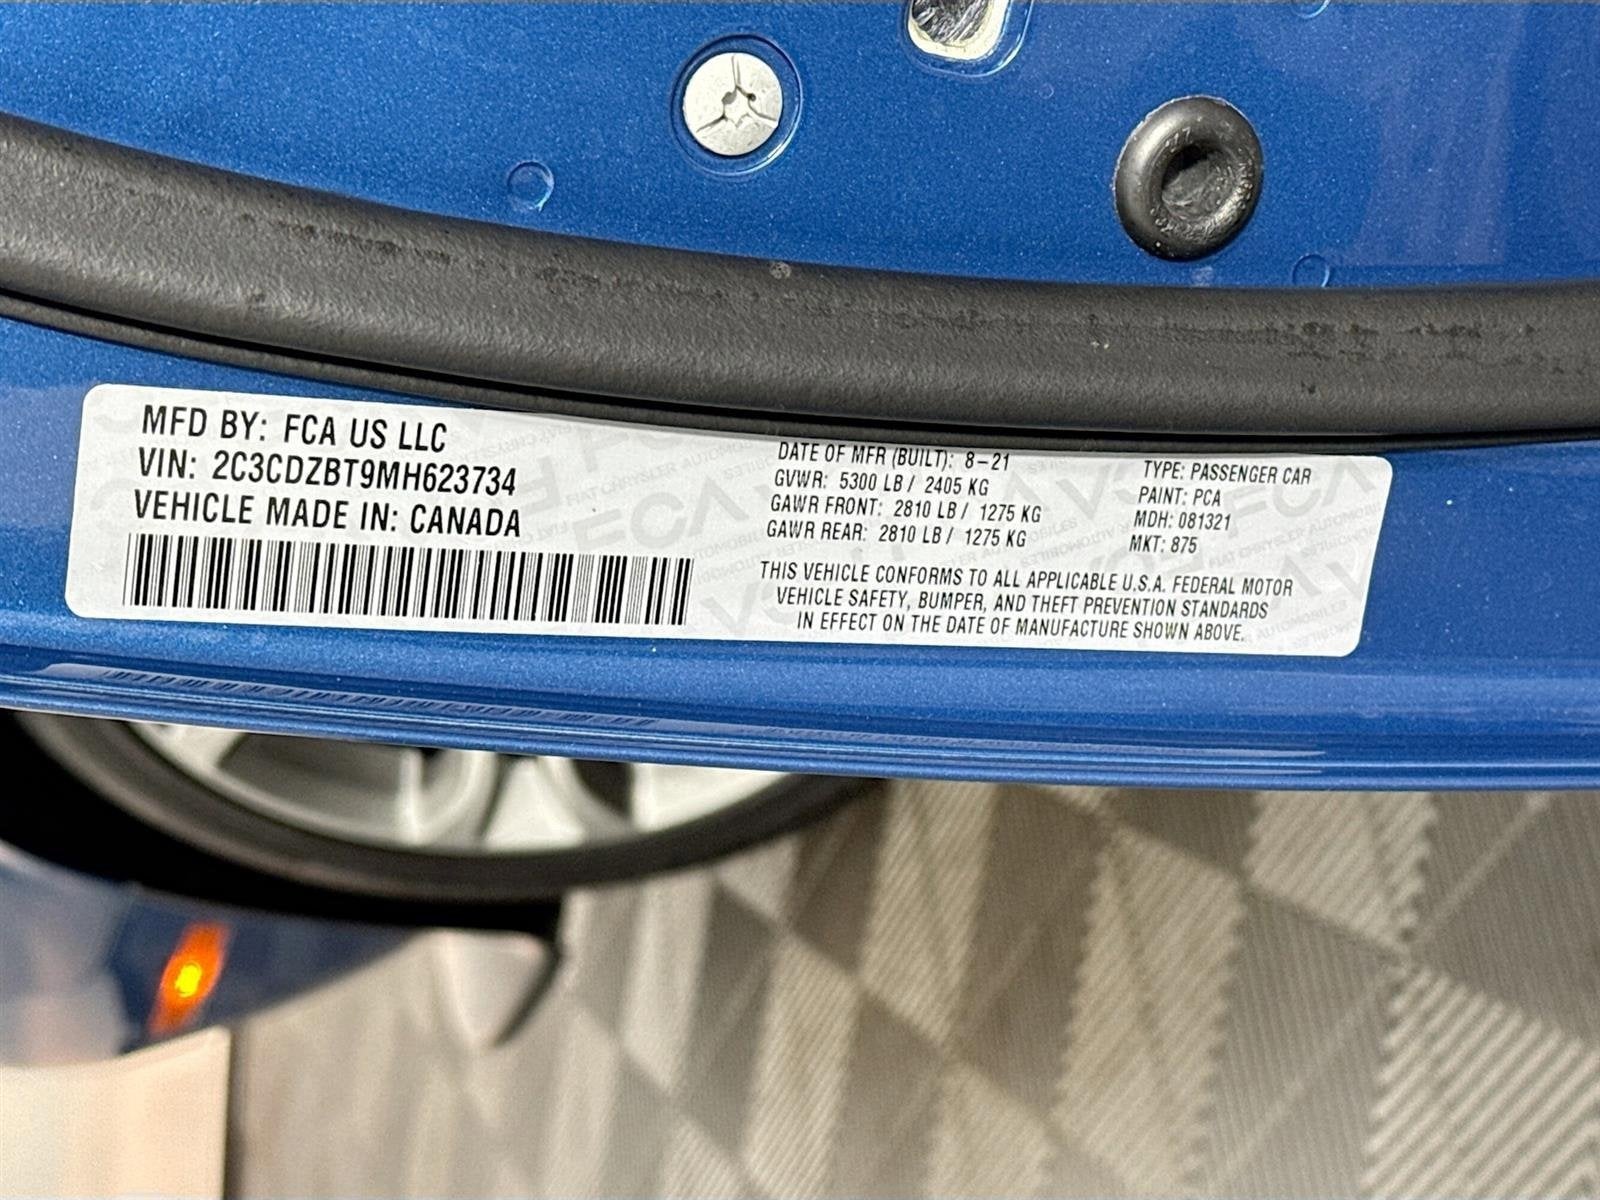 MFD BY: FCA US LLC
VIN: 2C3CDZBT9MH623734
VEHICLE MADE IN: CANADA
DATE OF MFR (BUILT): 8-21
GVWR: 5300 LB / 2405 KG
GAWR FRONT: 2810 LB / 1275 KG
GAWR REAR: 2810 LB / 1275 KG
TYPE: PASSENGER CAR
PAINT: PCA
MDH: 081321
MKT: 875
THIS VEHICLE CONFORMS TO ALL APPLICABLE U.S.A. FEDERAL MOTOR
VEHICLE SAFETY, BUMPER, AND THEFT PREVENTION STANDARDS
IN EFFECT ON THE DATE OF MANUFACTURE SHOWN ABOVE.